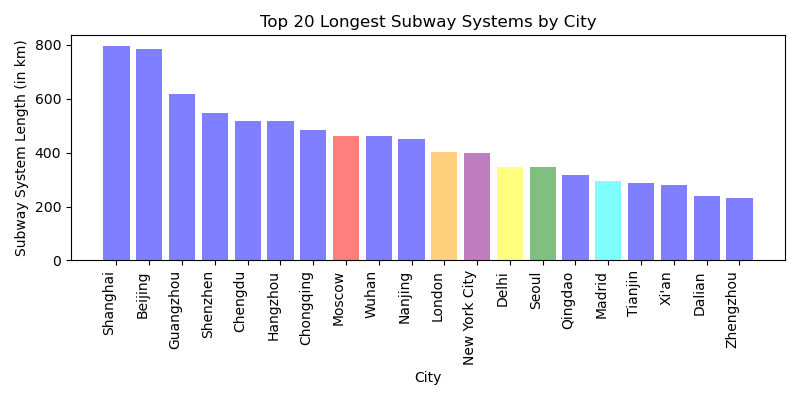 Top 20 Longest Subway Systems by City
Subway System Length (in km)
800
600
400
200
0
Shanghai
Beijing
Guangzhou
Shenzhen
Chengdu
Hangzhou
Chongqing
Moscow
Wuhan
Nanjing
London
New York City
Delhi
Seoul
Qingdao
Madrid
Tianjin
Xi'an
Dalian
Zhengzhou
City